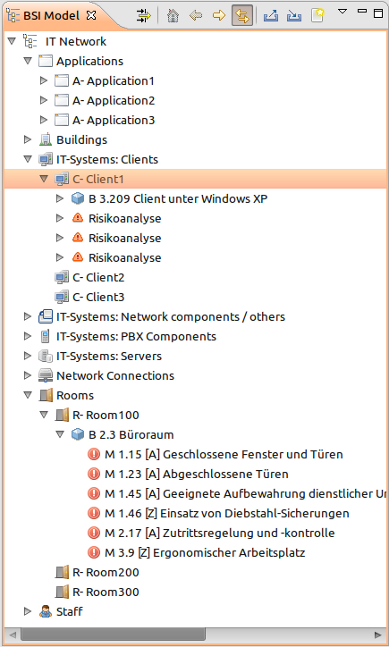 BSI Model
IT Network
Applications
A- Application1
A- Application2
A- Application3
Buildings
IT-Systems: Clients
C- Client1
B 3.209 Client unter Windows XP
Risikoanalyse
Risikoanalyse
Risikoanalyse
C- Client2
C- Client3
IT-Systems: Network components / others
IT-Systems: PBX Components
IT-Systems: Servers
Network Connections
Rooms
R- Room100
B 2.3 Büroraum
M 1.15 [A] Geschlossene Fenster und Türen
M 1.23 [A] Abgeschlossene Türen
M 1.45 [A] Geeignete Aufbewahrung dienstlicher Un
M 1.46 [Z] Einsatz von Diebstahl-Sicherungen
M 2.17 [A] Zutrittsregelung und -kontrolle
M 3.9 [Z] Ergonomischer Arbeitsplatz
R- Room200
R- Room300
Staff